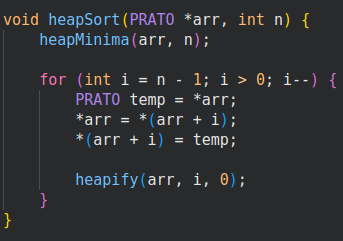 void heapSort(PRATO *arr, int n) {
    heapMinima(arr, n);

    for (int i = n - 1; i > 0; i--) {
        PRATO temp = *arr;
        *arr = *(arr + i);
        *(arr + i) = temp;

        heapify(arr, i, 0);
    }
}